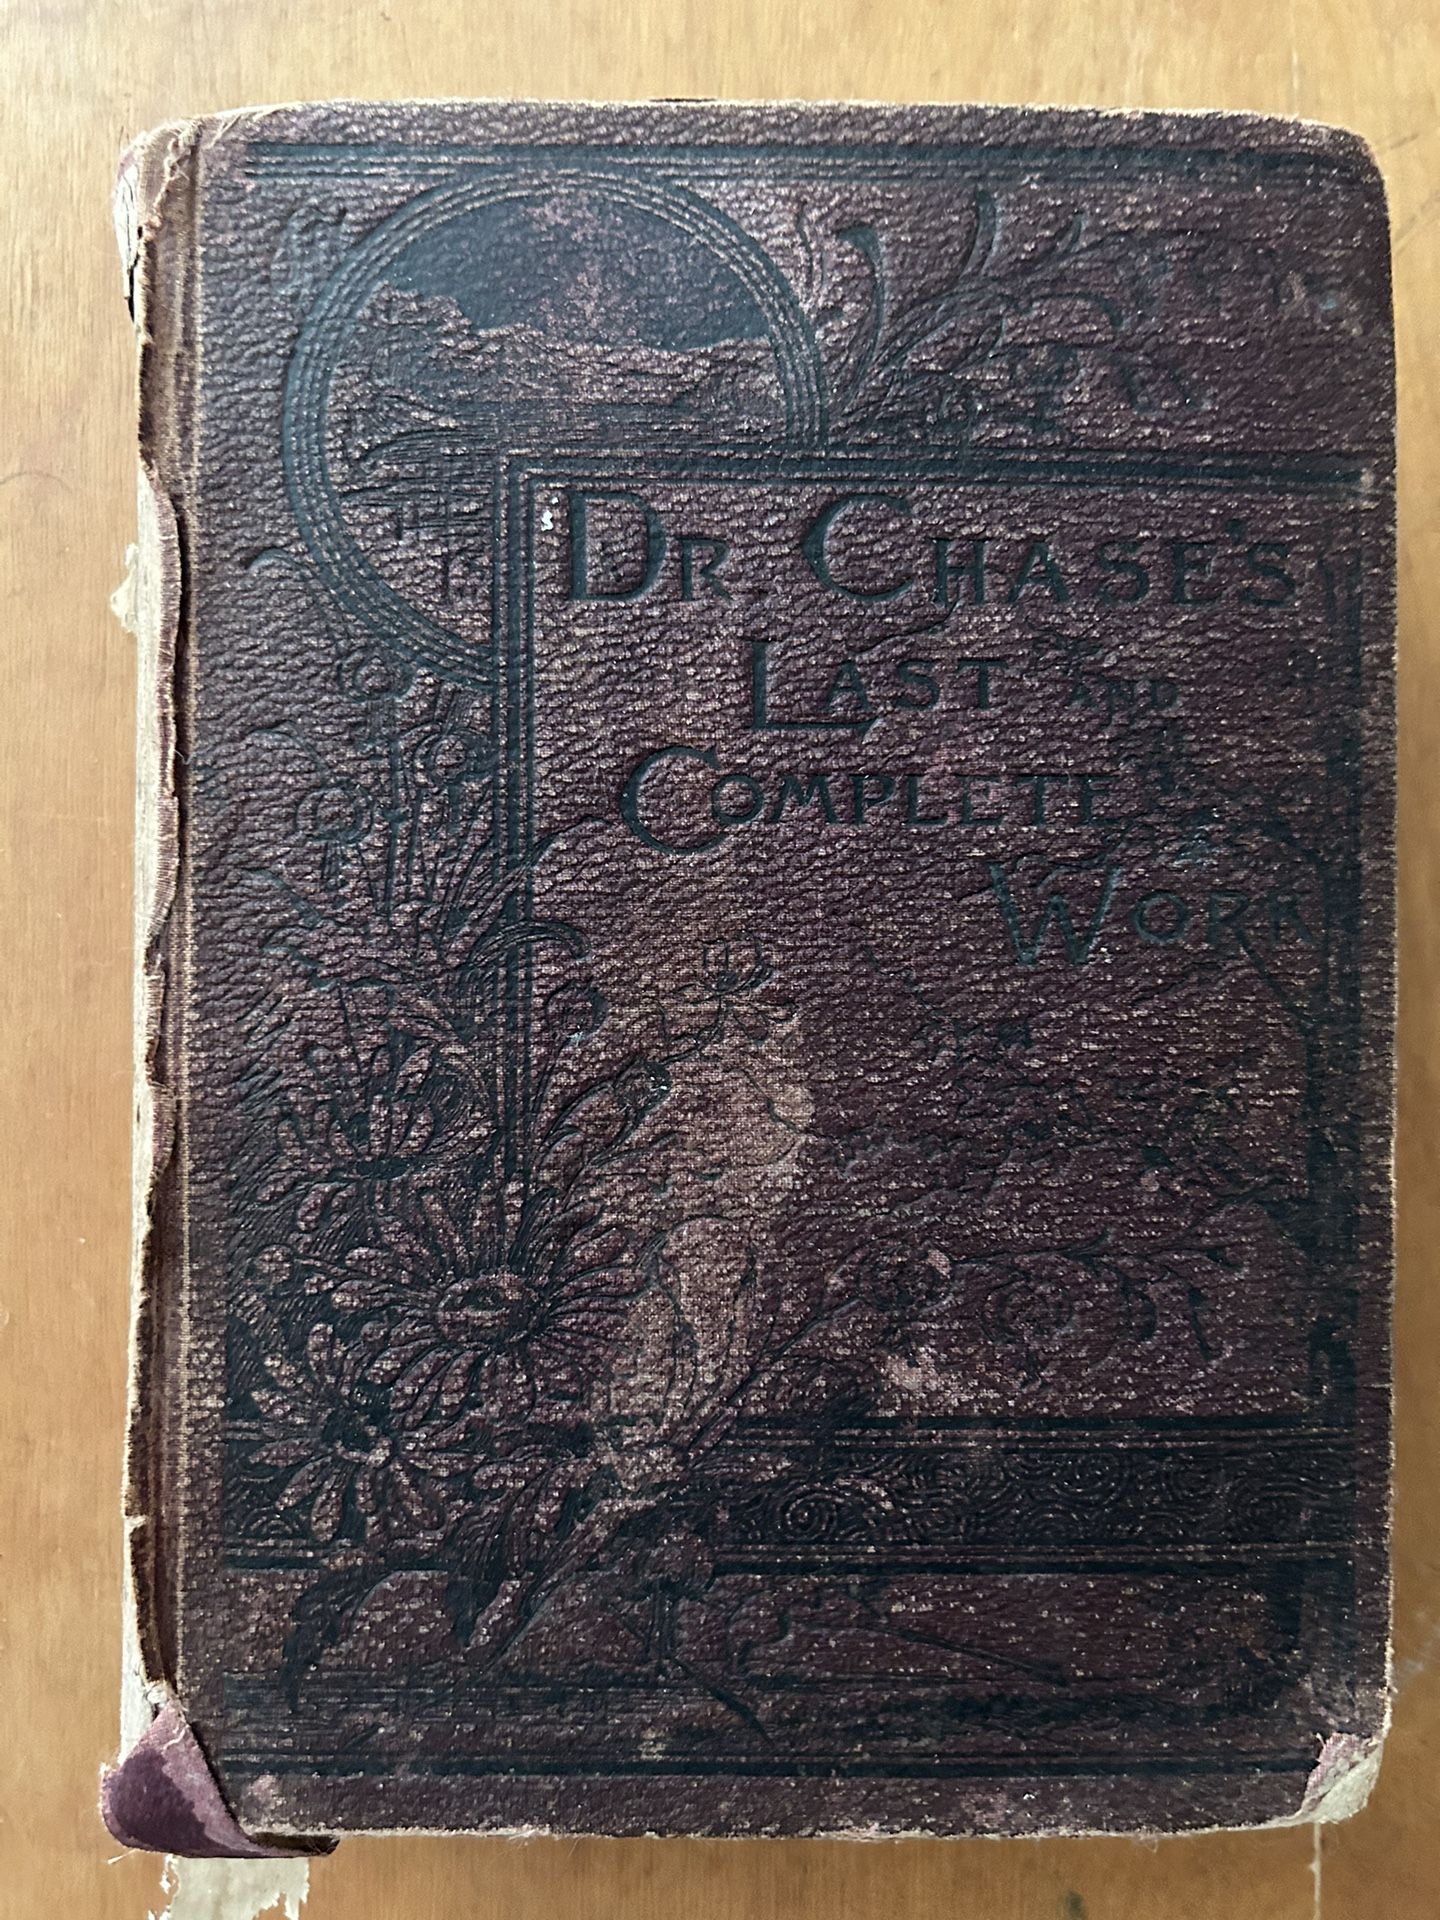 DR CHASE'S
LAST AND
COMPLETE
WORK